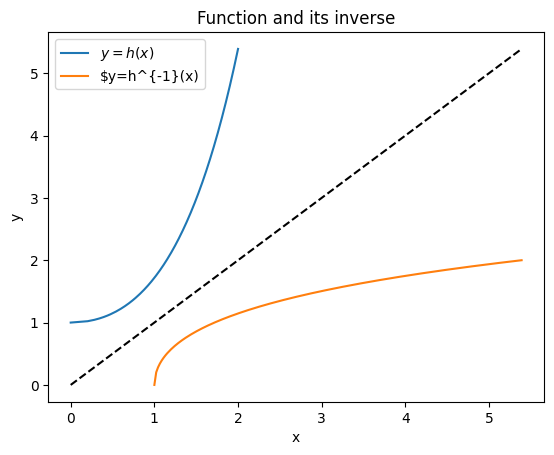 Function and its inverse
y = h(x)
$y=h^{-1}(x)
5
4
3
2
1
0
y
0 1 2 3 4 5
x